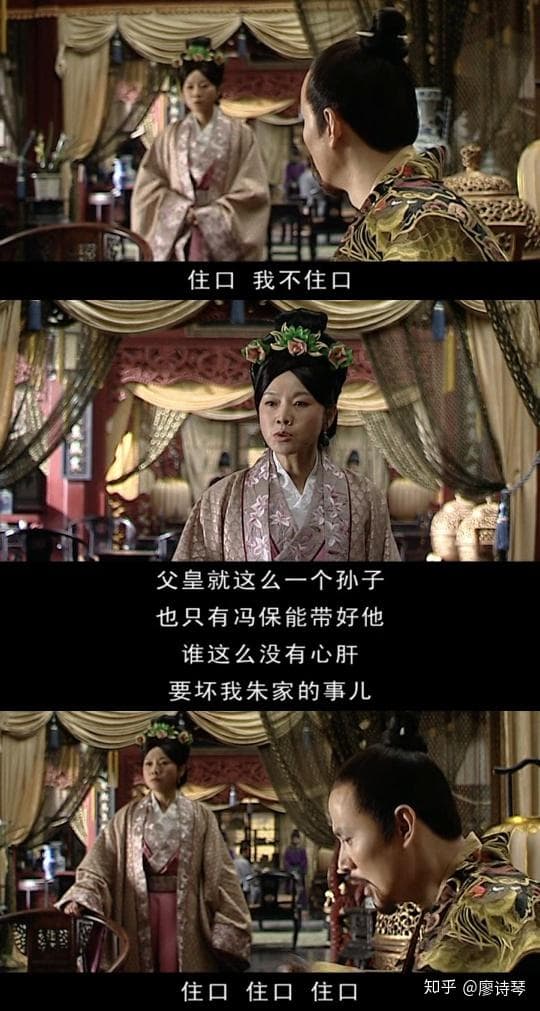 住口 我不住口
父皇就这么一个孙子
也只有冯保能带好他
谁这么没有心肝
要坏我朱家的事儿
住口 住口 住口
知乎 @廖诗琴